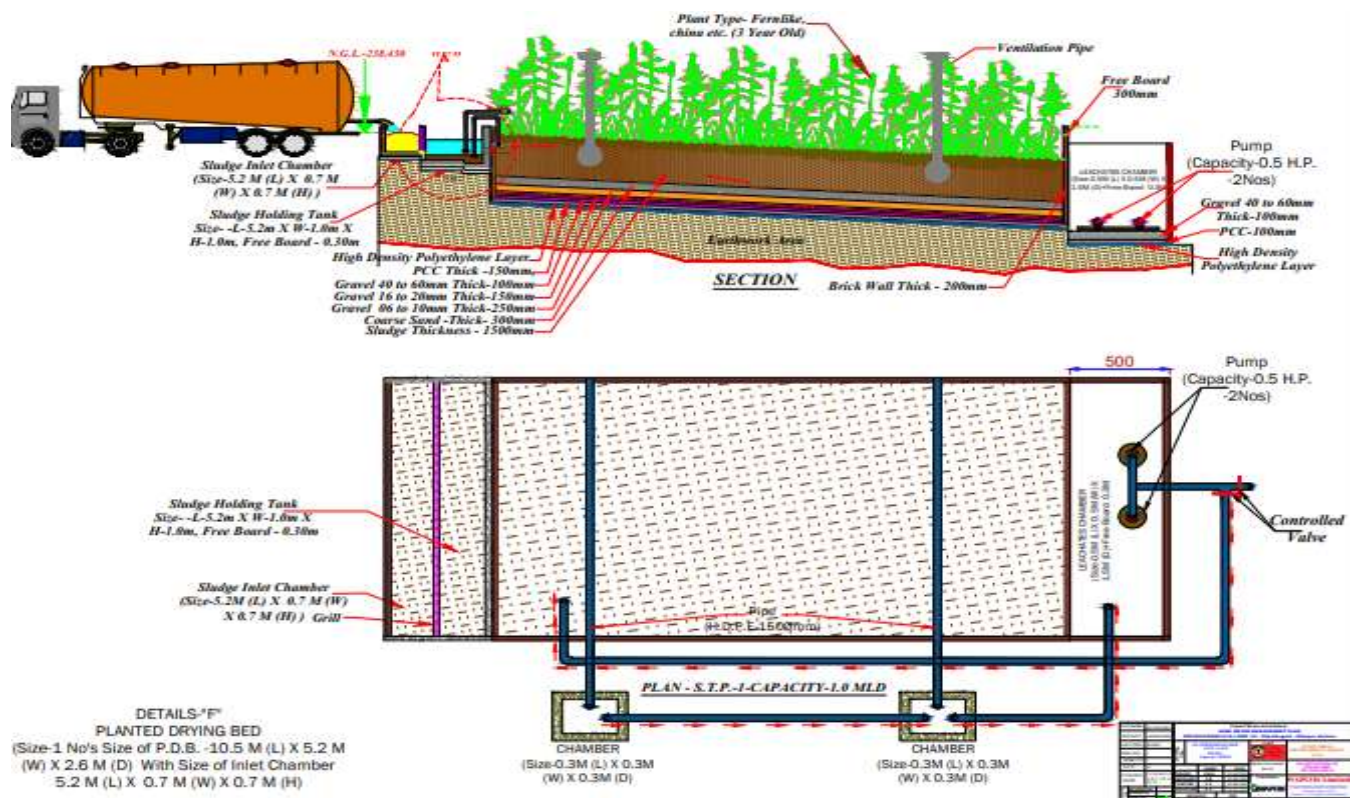 Plant Type- Fernlike,
china etc. (3 Year Old)
N.G.L.-258.450
Ventilation Pipe
Free Board
300mm
Pump
(Capacity-0.5 H.P.
-2Nos)
Sludge Inlet Chamber
(Size-5.2 M (L) X 0.7 M
(W) X 0.7 M (H) )
LEACHATES CHAMBER
Sludge Holding Tank
Size- -L-5.2m X W-1.0m X
H-1.0m, Free Board - 0.30m
Gravel 40 to 60mm
Thick-100mm
PCC-100mm
High Density
Polyethylene Layer
Earthwork Area
High Density Polyethylene Layer
PCC Thick -150mm,
Gravel 40 to 60mm Thick-100mm
Gravel 16 to 20mm Thick-150mm
Gravel 06 to 10mm Thick-250mm
Coarse Sand -Thick- 300mm
Sludge Thickness - 1500mm
SECTION
Brick Wall Thick - 200mm
500
Pump
(Capacity-0.5 H.P.
-2Nos)
Sludge Holding Tank
Size- -L-5.2m X W-1.0m X
H-1.0m, Free Board - 0.30m
LEACHATES CHAMBER
Controlled
Valve
Sludge Inlet Chamber
(Size-5.2M (L) X 0.7 M (W)
X 0.7 M (H) ) Grill
Pipe
PLAN - S.T.P.-1-CAPACITY-1.0 MLD
CHAMBER
(Size-0.3M (L) X 0.3M
(W) X 0.3M (D)
CHAMBER
(Size-0.3M (L) X 0.3M
(W) X 0.3M (D)
DETAILS-"F"
PLANTED DRYING BED
(Size-1 No's Size of P.D.B. -10.5 M (L) X 5.2 M
(W) X 2.6 M (D) With Size of Inlet Chamber
5.2 M (L) X 0.7 M (W) X 0.7 M (H)